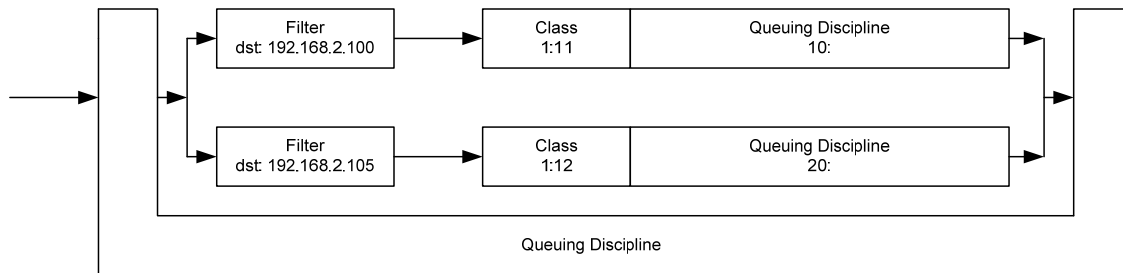 Filter
dst: 192.168.2.100
Class
1:11
Queuing Discipline
10:
Filter
dst: 192.168.2.105
Class
1:12
Queuing Discipline
20:
Queuing Discipline